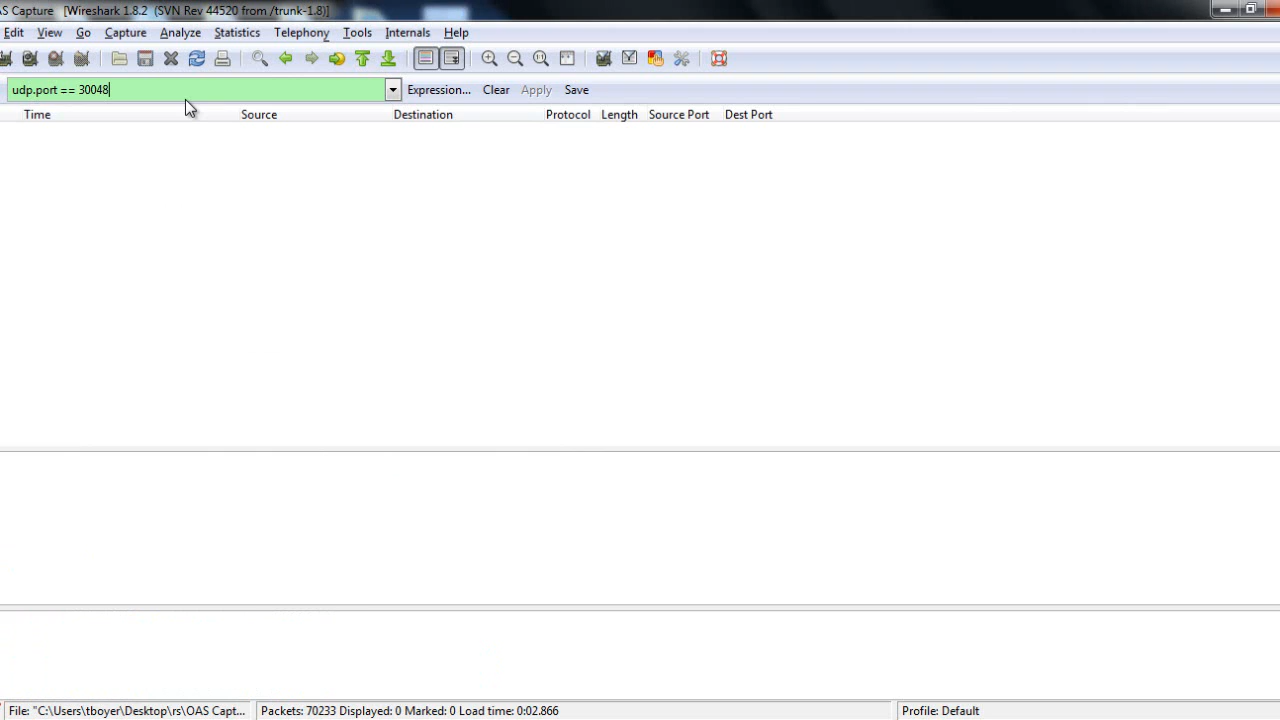 AS Capture [Wireshark 1.8.2 (SVN Rev 44520 from /trunk-1.8)]
Edit View Go Capture Analyze Statistics Telephony Tools Internals Help
udp.port == 30048 Expression... Clear Apply Save
Time Source Destination Protocol Length Source Port Dest Port
File: "C:\Users\tboyer\Desktop\rs\OAS Capt... Packets: 70233 Displayed: 0 Marked: 0 Load time: 0:02.866 Profile: Default